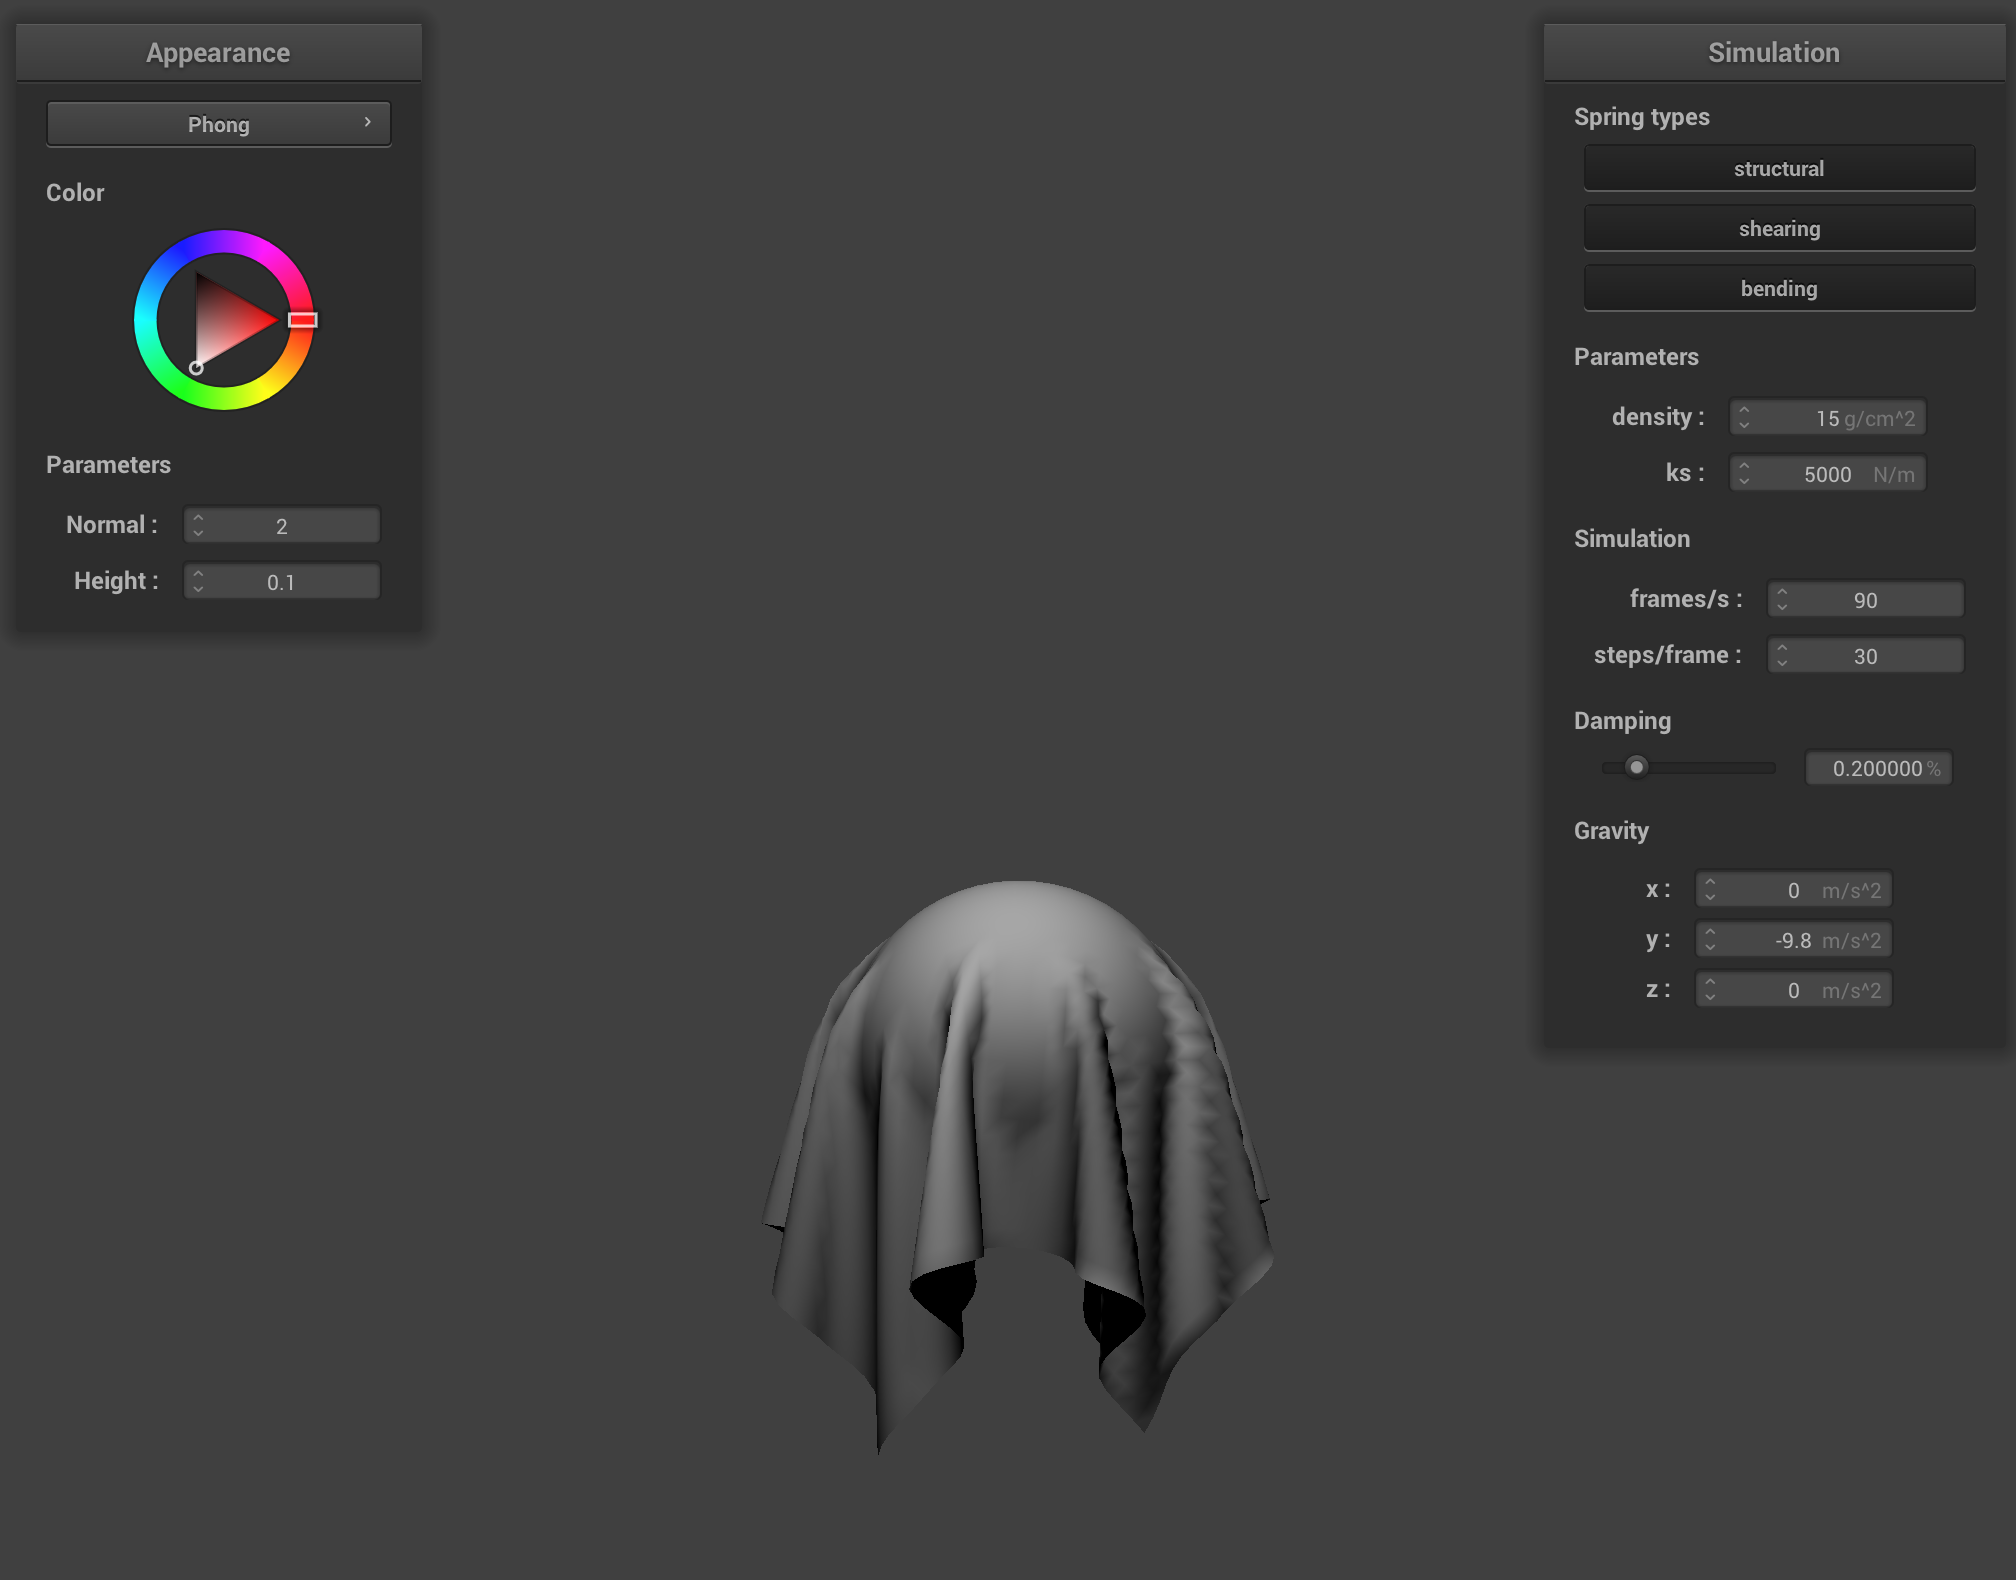 Appearance
Phong
Color
Parameters
Normal : 2
Height : 0.1
Simulation
Spring types
structural
shearing
bending
Parameters
density : 15 g/cm^2
ks : 5000 N/m
Simulation
frames/s : 90
steps/frame : 30
Damping
0.200000 %
Gravity
x : 0 m/s^2
y : -9.8 m/s^2
z : 0 m/s^2